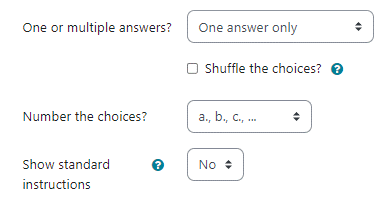 One or multiple answers? One answer only
Shuffle the choices? ?
Number the choices? a., b., c., ...
Show standard ? No
instructions